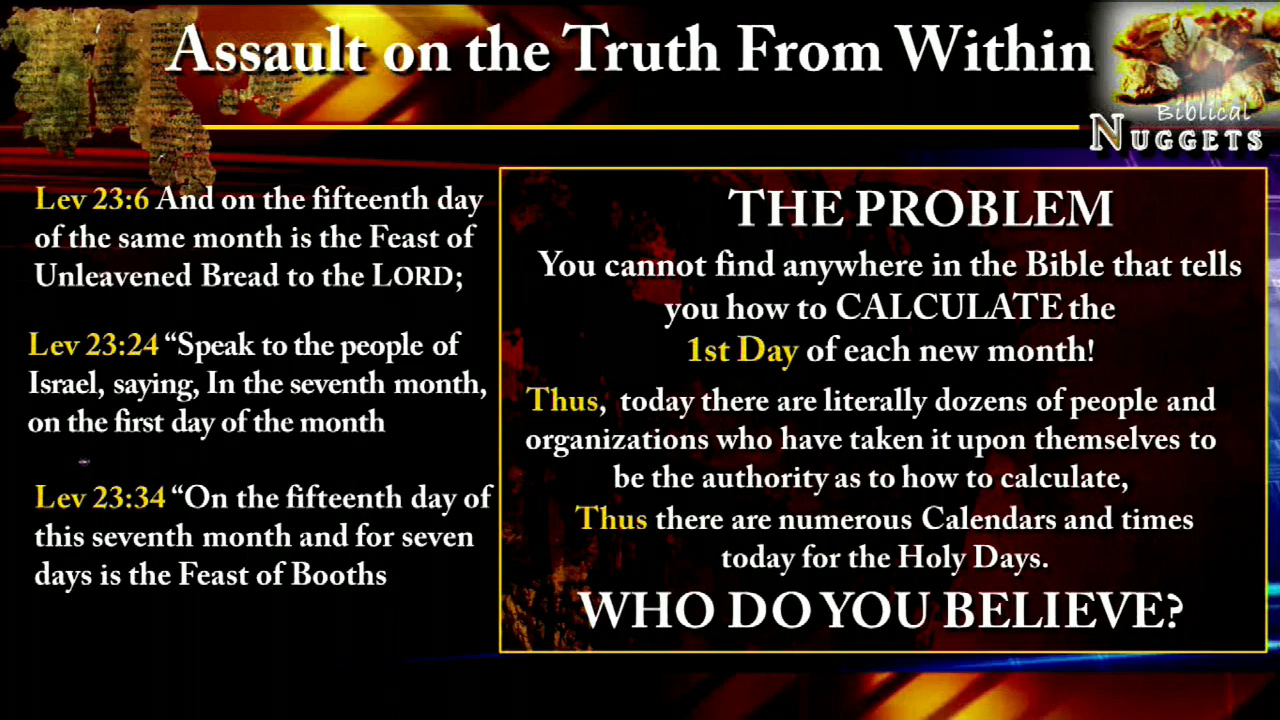 Assault on the Truth From Within
Biblical
NUGGETS
Lev 23:6 And on the fifteenth day
of the same month is the Feast of
Unleavened Bread to the LORD;
Lev 23:24 “Speak to the people of
Israel, saying, In the seventh month,
on the first day of the month
Lev 23:34 “On the fifteenth day of
this seventh month and for seven
days is the Feast of Booths
THE PROBLEM
You cannot find anywhere in the Bible that tells
you how to CALCULATE the
1st Day of each new month!
Thus, today there are literally dozens of people and
organizations who have taken it upon themselves to
be the authority as to how to calculate,
Thus there are numerous Calendars and times
today for the Holy Days.
WHO DO YOU BELIEVE?